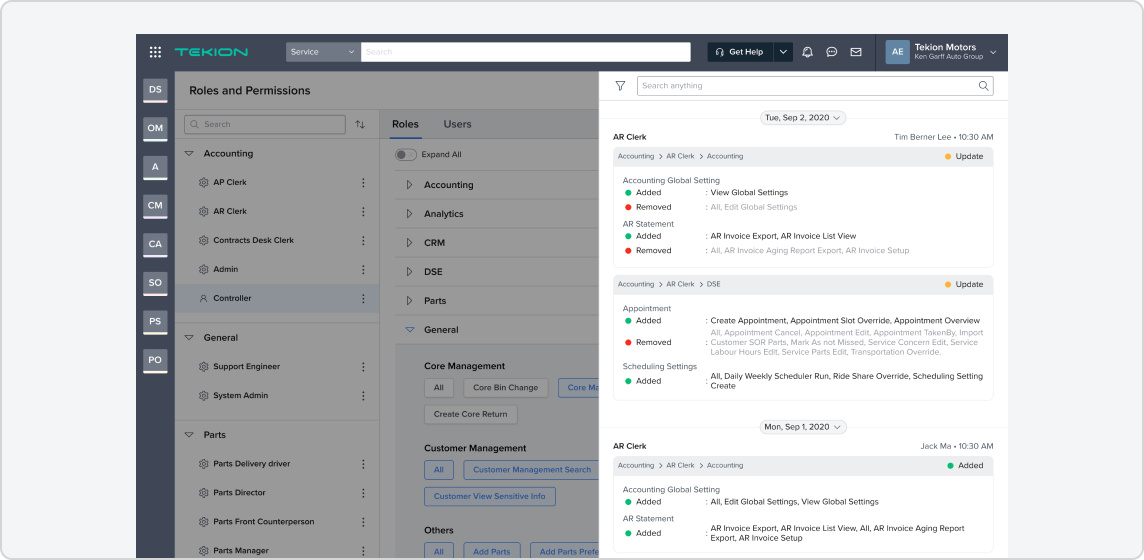 TEKION
Service
Search
Get Help
AE
Tekion Motors
Ken Garff Auto Group
DS
OM
A
CM
CA
SO
PS
PO
Roles and Permissions
Search
Accounting
AP Clerk
AR Clerk
Contracts Desk Clerk
Admin
Controller
General
Support Engineer
System Admin
Parts
Parts Delivery driver
Parts Director
Parts Front Counterperson
Parts Manager
Roles Users
Expand All
Accounting
Analytics
CRM
DSE
Parts
General
Core Management
All Core Bin Change Core Ma
Create Core Return
Customer Management
All Customer Management Search
Customer View Sensitive Info
Others
All Add Parts Add Parts Prefe
Search anything
Tue, Sep 2, 2020
AR Clerk Tim Berner Lee • 10:30 AM
Accounting > AR Clerk > Accounting Update
Accounting Global Setting
Added : View Global Settings
Removed : All, Edit Global Settings
AR Statement
Added : AR Invoice Export, AR Invoice List View
Removed : All, AR Invoice Aging Report Export, AR Invoice Setup
Accounting > AR Clerk > DSE Update
Appointment
Added : Create Appointment, Appointment Slot Override, Appointment Overview
All, Appointment Cancel, Appointment Edit, Appointment TakenBy, Import
Removed : Customer SOR Parts, Mark As not Missed, Service Concern Edit, Service
Labour Hours Edit, Service Parts Edit, Transportation Override.
Scheduling Settings
Added : All, Daily Weekly Scheduler Run, Ride Share Override, Scheduling Setting
Create
Mon, Sep 1, 2020
AR Clerk Jack Ma • 10:30 AM
Accounting > AR Clerk > Accounting Added
Accounting Global Setting
Added : All, Edit Global Settings, View Global Settings
AR Statement
Added : AR Invoice Export, AR Invoice List View, All, AR Invoice Aging Report
Export, AR Invoice Setup